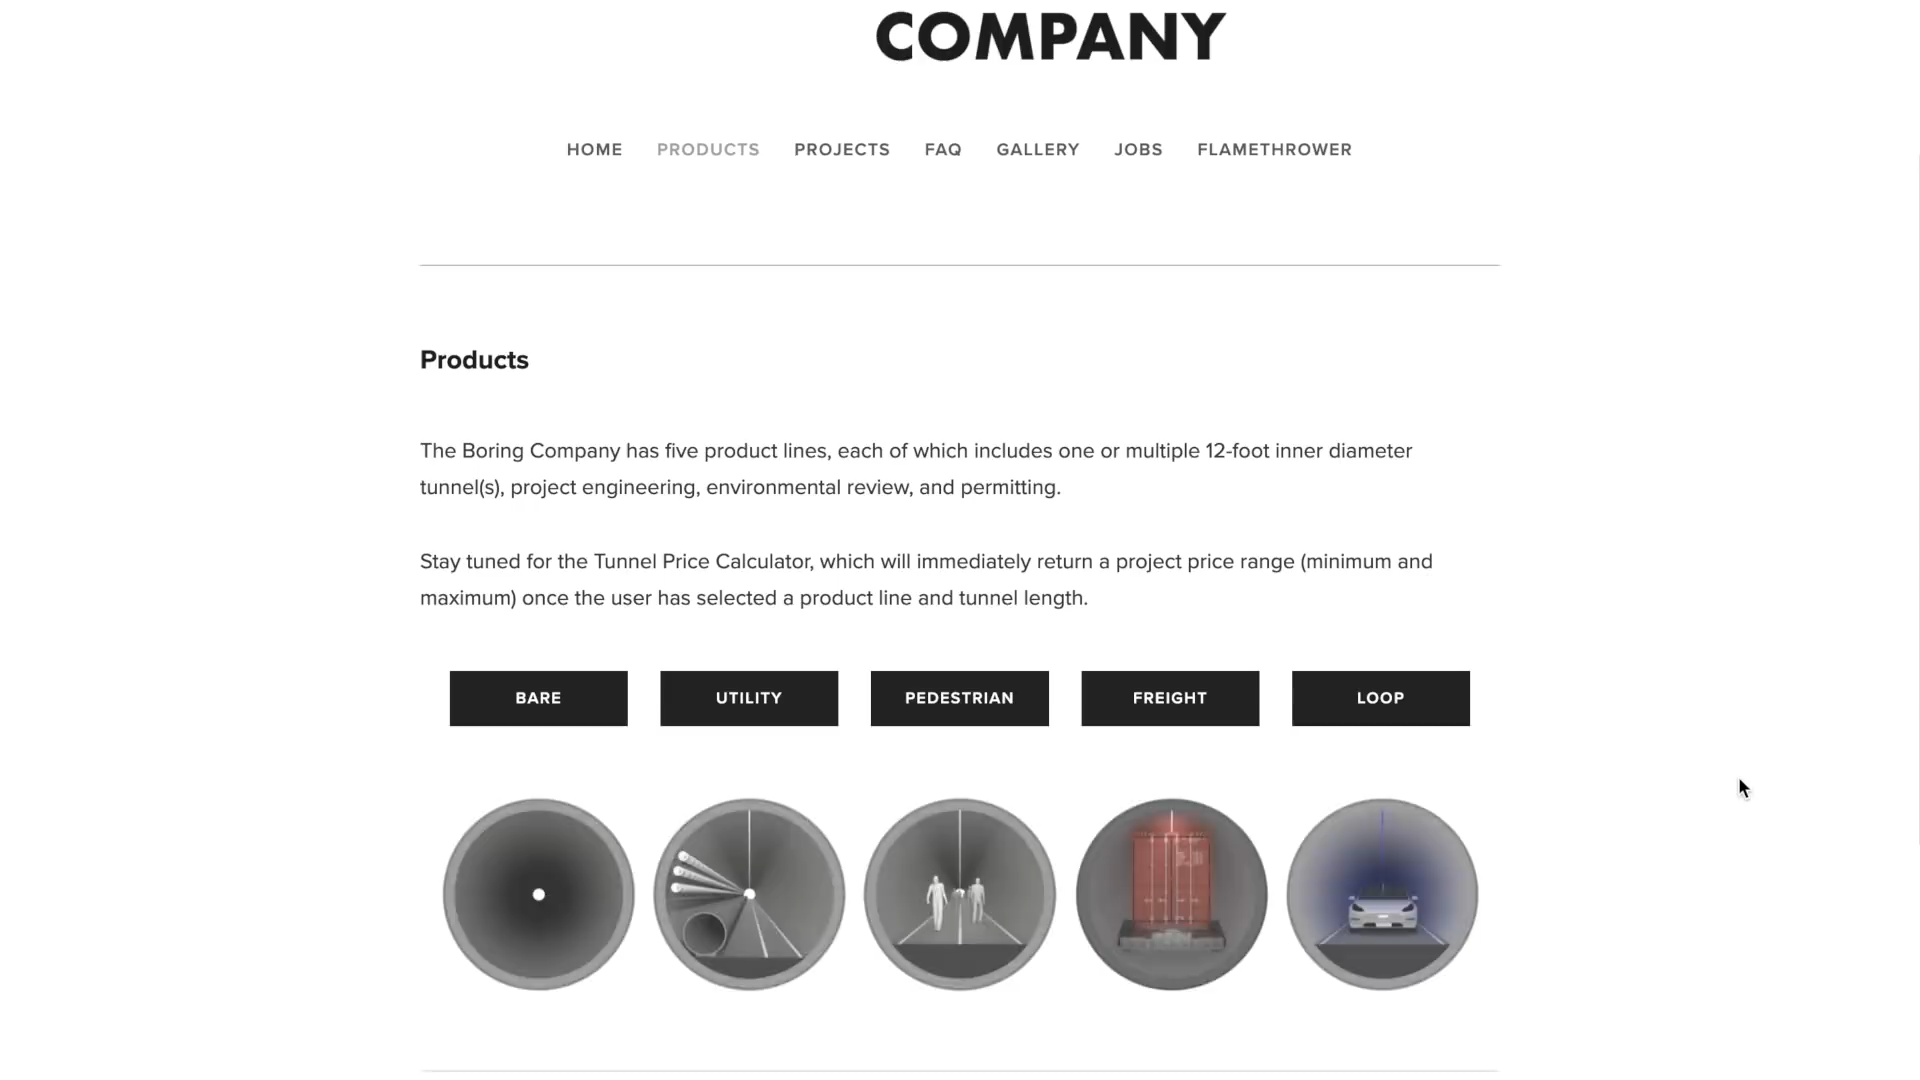 COMPANY
HOME PRODUCTS PROJECTS FAQ GALLERY JOBS FLAMETHROWER
Products
The Boring Company has five product lines, each of which includes one or multiple 12-foot inner diameter
tunnel(s), project engineering, environmental review, and permitting.
Stay tuned for the Tunnel Price Calculator, which will immediately return a project price range (minimum and
maximum) once the user has selected a product line and tunnel length.
BARE UTILITY PEDESTRIAN FREIGHT LOOP